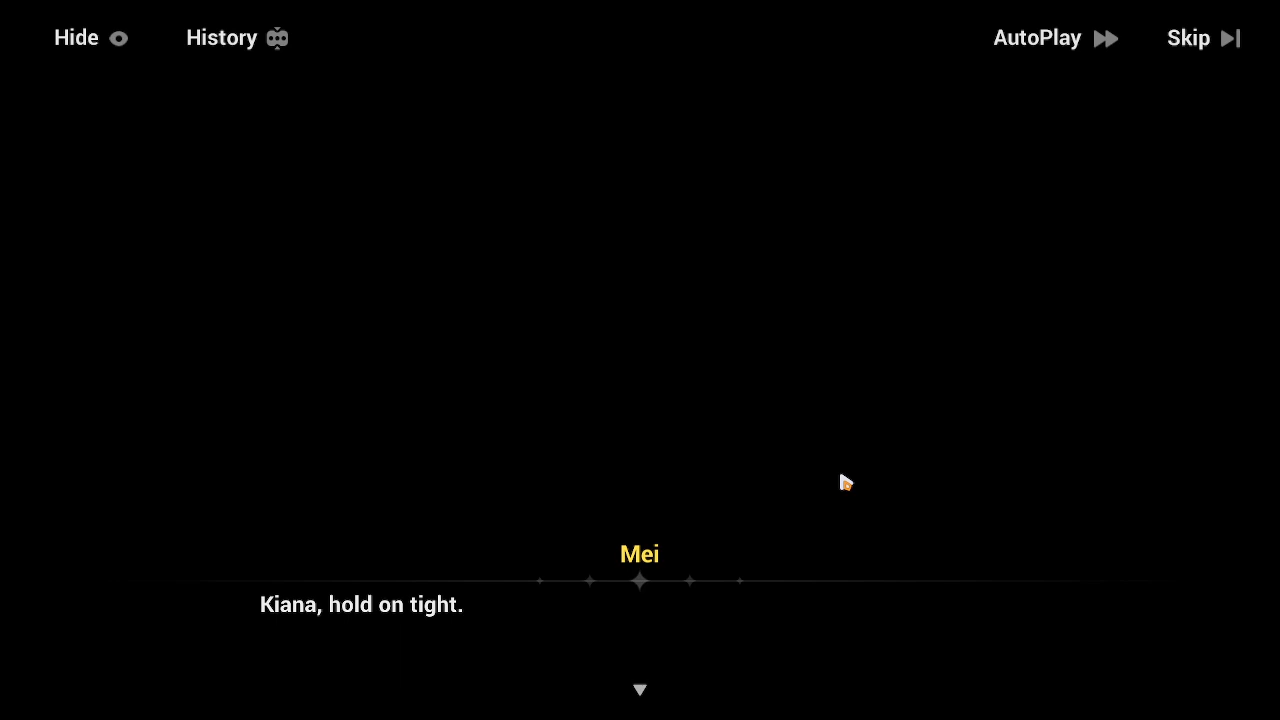 Hide
History
AutoPlay
Skip
Mei
Kiana, hold on tight.